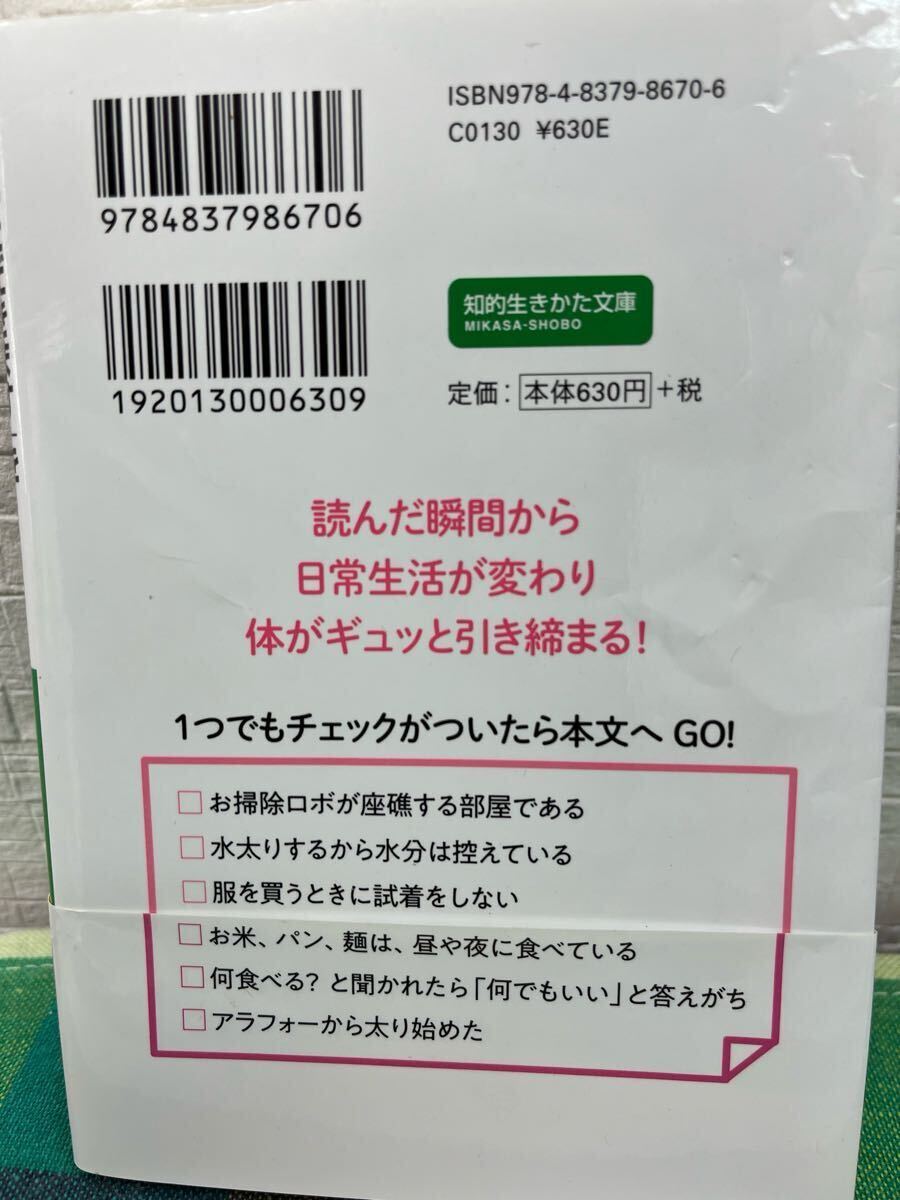 ISBN978-4-8379-8670-6
C0130 ¥630E
9784837986706
1920130006309
知的生きかた文庫
MIKASA-SHOBO
定価：本体630円+税
読んだ瞬間から
日常生活が変わり
体がギュッと引き締まる！
1つでもチェックがついたら本文へ GO!
□お掃除ロボが座礁する部屋である
□水太りするから水分は控えている
□服を買うときに試着をしない
□お米、パン、麺は、昼や夜に食べている
□何食べる？ と聞かれたら「何でもいい」と答えがち
□アラフォーから太り始めた